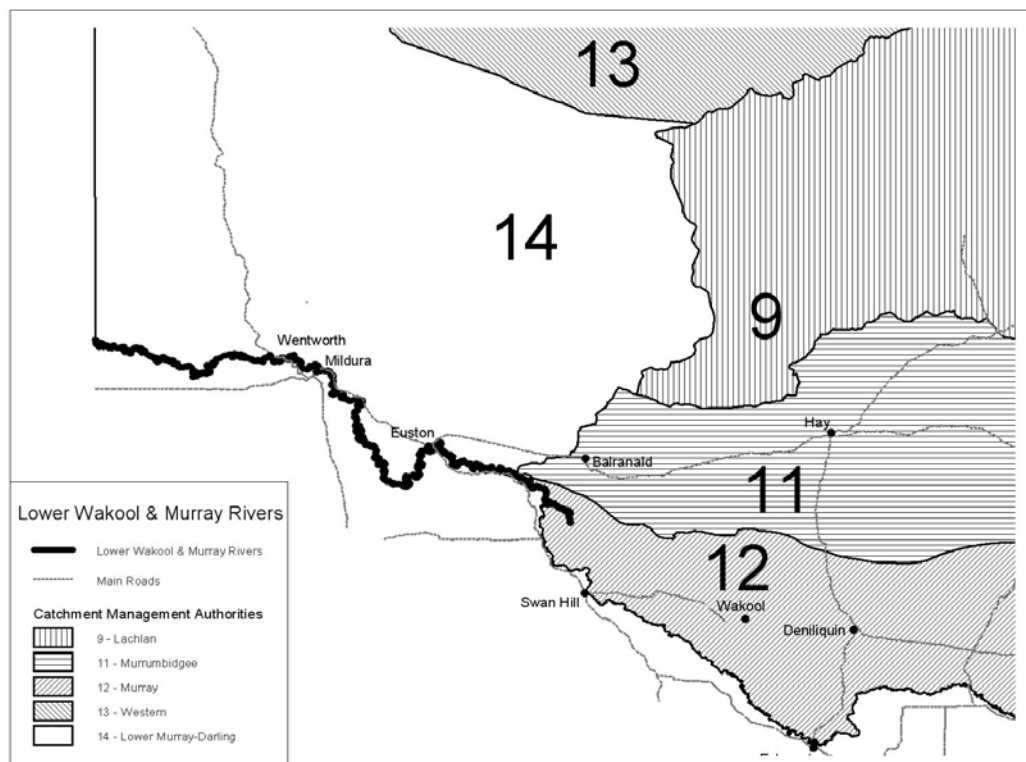 13
14
9
Wentworth
Mildura
Euston
Hay
Balranald
11
12
Swan Hill
Wakool
Deniliquin
Lower Wakool & Murray Rivers
Lower Wakool & Murray Rivers
Main Roads
Catchment Management Authorities
9 - Lachlan
11 - Murrumbidgee
12 - Murray
13 - Western
14 - Lower Murray-Darling